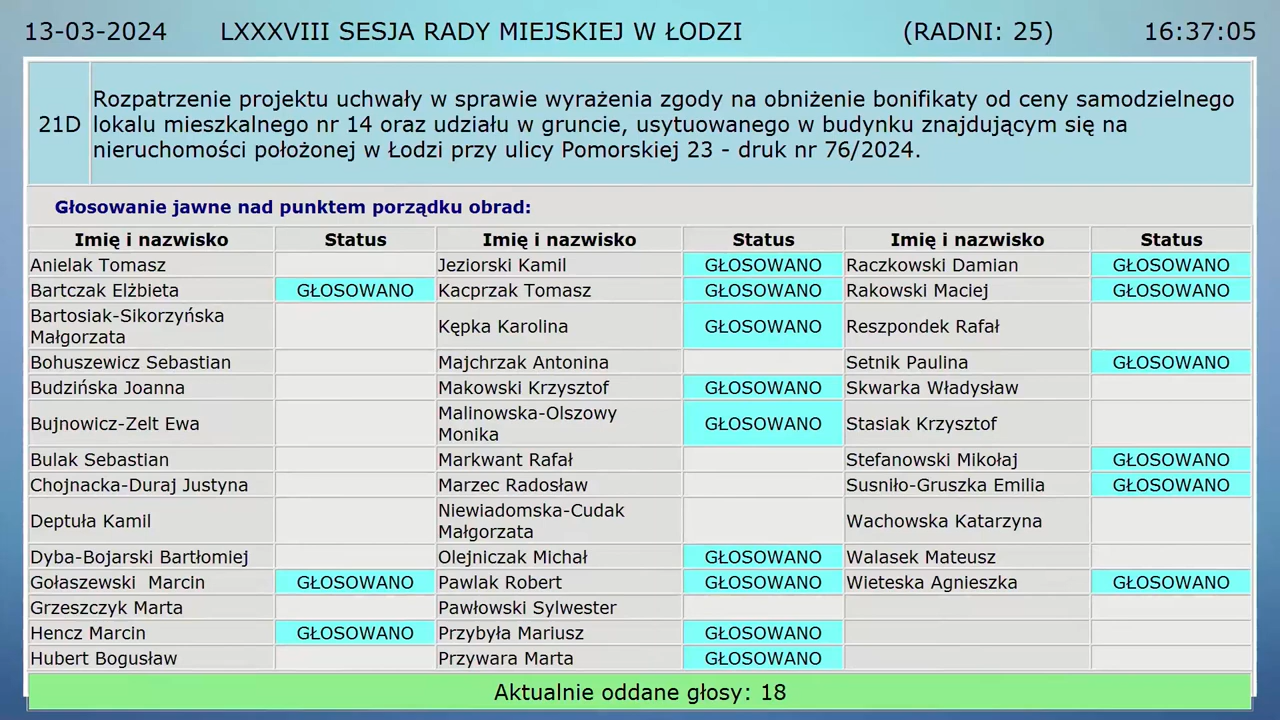 13-03-2024 LXXXVIII SESJA RADY MIEJSKIEJ W ŁODZI (RADNI: 25) 16:37:05
21D
Rozpatrzenie projektu uchwały w sprawie wyrażenia zgody na obniżenie bonifikaty od ceny samodzielnego
lokalu mieszkalnego nr 14 oraz udziału w gruncie, usytuowanego w budynku znajdującym się na
nieruchomości położonej w Łodzi przy ulicy Pomorskiej 23 - druk nr 76/2024.
Głosowanie jawne nad punktem porządku obrad:
Imię i nazwisko Status Imię i nazwisko Status Imię i nazwisko Status
Anielak Tomasz Jeziorski Kamil GŁOSOWANO Raczkowski Damian GŁOSOWANO
Bartczak Elżbieta GŁOSOWANO Kacprzak Tomasz GŁOSOWANO Rakowski Maciej GŁOSOWANO
Bartosiak-Sikorzyńska
Małgorzata Kępka Karolina GŁOSOWANO Reszpondek Rafał
Bohuszewicz Sebastian Majchrzak Antonina Setnik Paulina GŁOSOWANO
Budzińska Joanna Makowski Krzysztof GŁOSOWANO Skwarka Władysław
Bujnowicz-Zelt Ewa Malinowska-Olszowy
Monika GŁOSOWANO Stasiak Krzysztof
Bulak Sebastian Markwant Rafał Stefanowski Mikołaj GŁOSOWANO
Chojnacka-Duraj Justyna Marzec Radosław Susniło-Gruszka Emilia GŁOSOWANO
Deptuła Kamil Niewiadomska-Cudak
Małgorzata Wachowska Katarzyna
Dyba-Bojarski Bartłomiej Olejniczak Michał GŁOSOWANO Walasek Mateusz
Gołaszewski Marcin GŁOSOWANO Pawlak Robert GŁOSOWANO Wieteska Agnieszka GŁOSOWANO
Grzeszczyk Marta Pawłowski Sylwester
Hencz Marcin GŁOSOWANO Przybyła Mariusz GŁOSOWANO
Hubert Bogusław Przywara Marta GŁOSOWANO
Aktualnie oddane głosy: 18